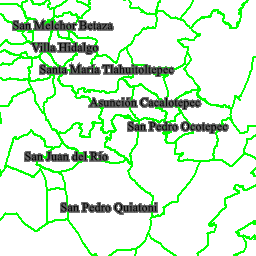 San Melchor Betaza
Villa Hidalgo
Santa María Tlahuitoltepec
Asunción Cacalotepec
San Pedro Ocotepec
San Juan del Río
San Pedro Quiatoni